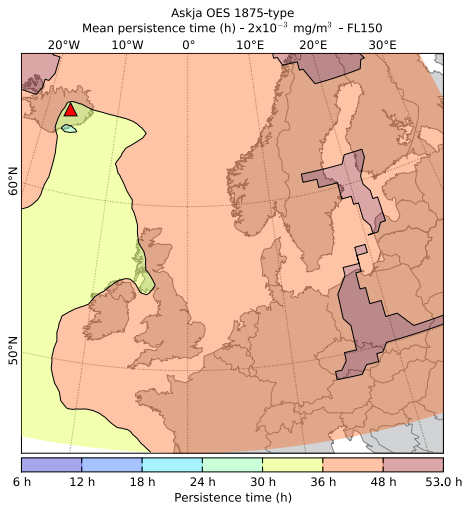 Askja OES 1875-type
Mean persistence time (h) - 2x10⁻³ mg/m³ - FL150
20°W 10°W 0° 10°E 20°E 30°E
60°N
50°N
6 h 12 h 18 h 24 h 30 h 36 h 48 h 53.0 h
Persistence time (h)